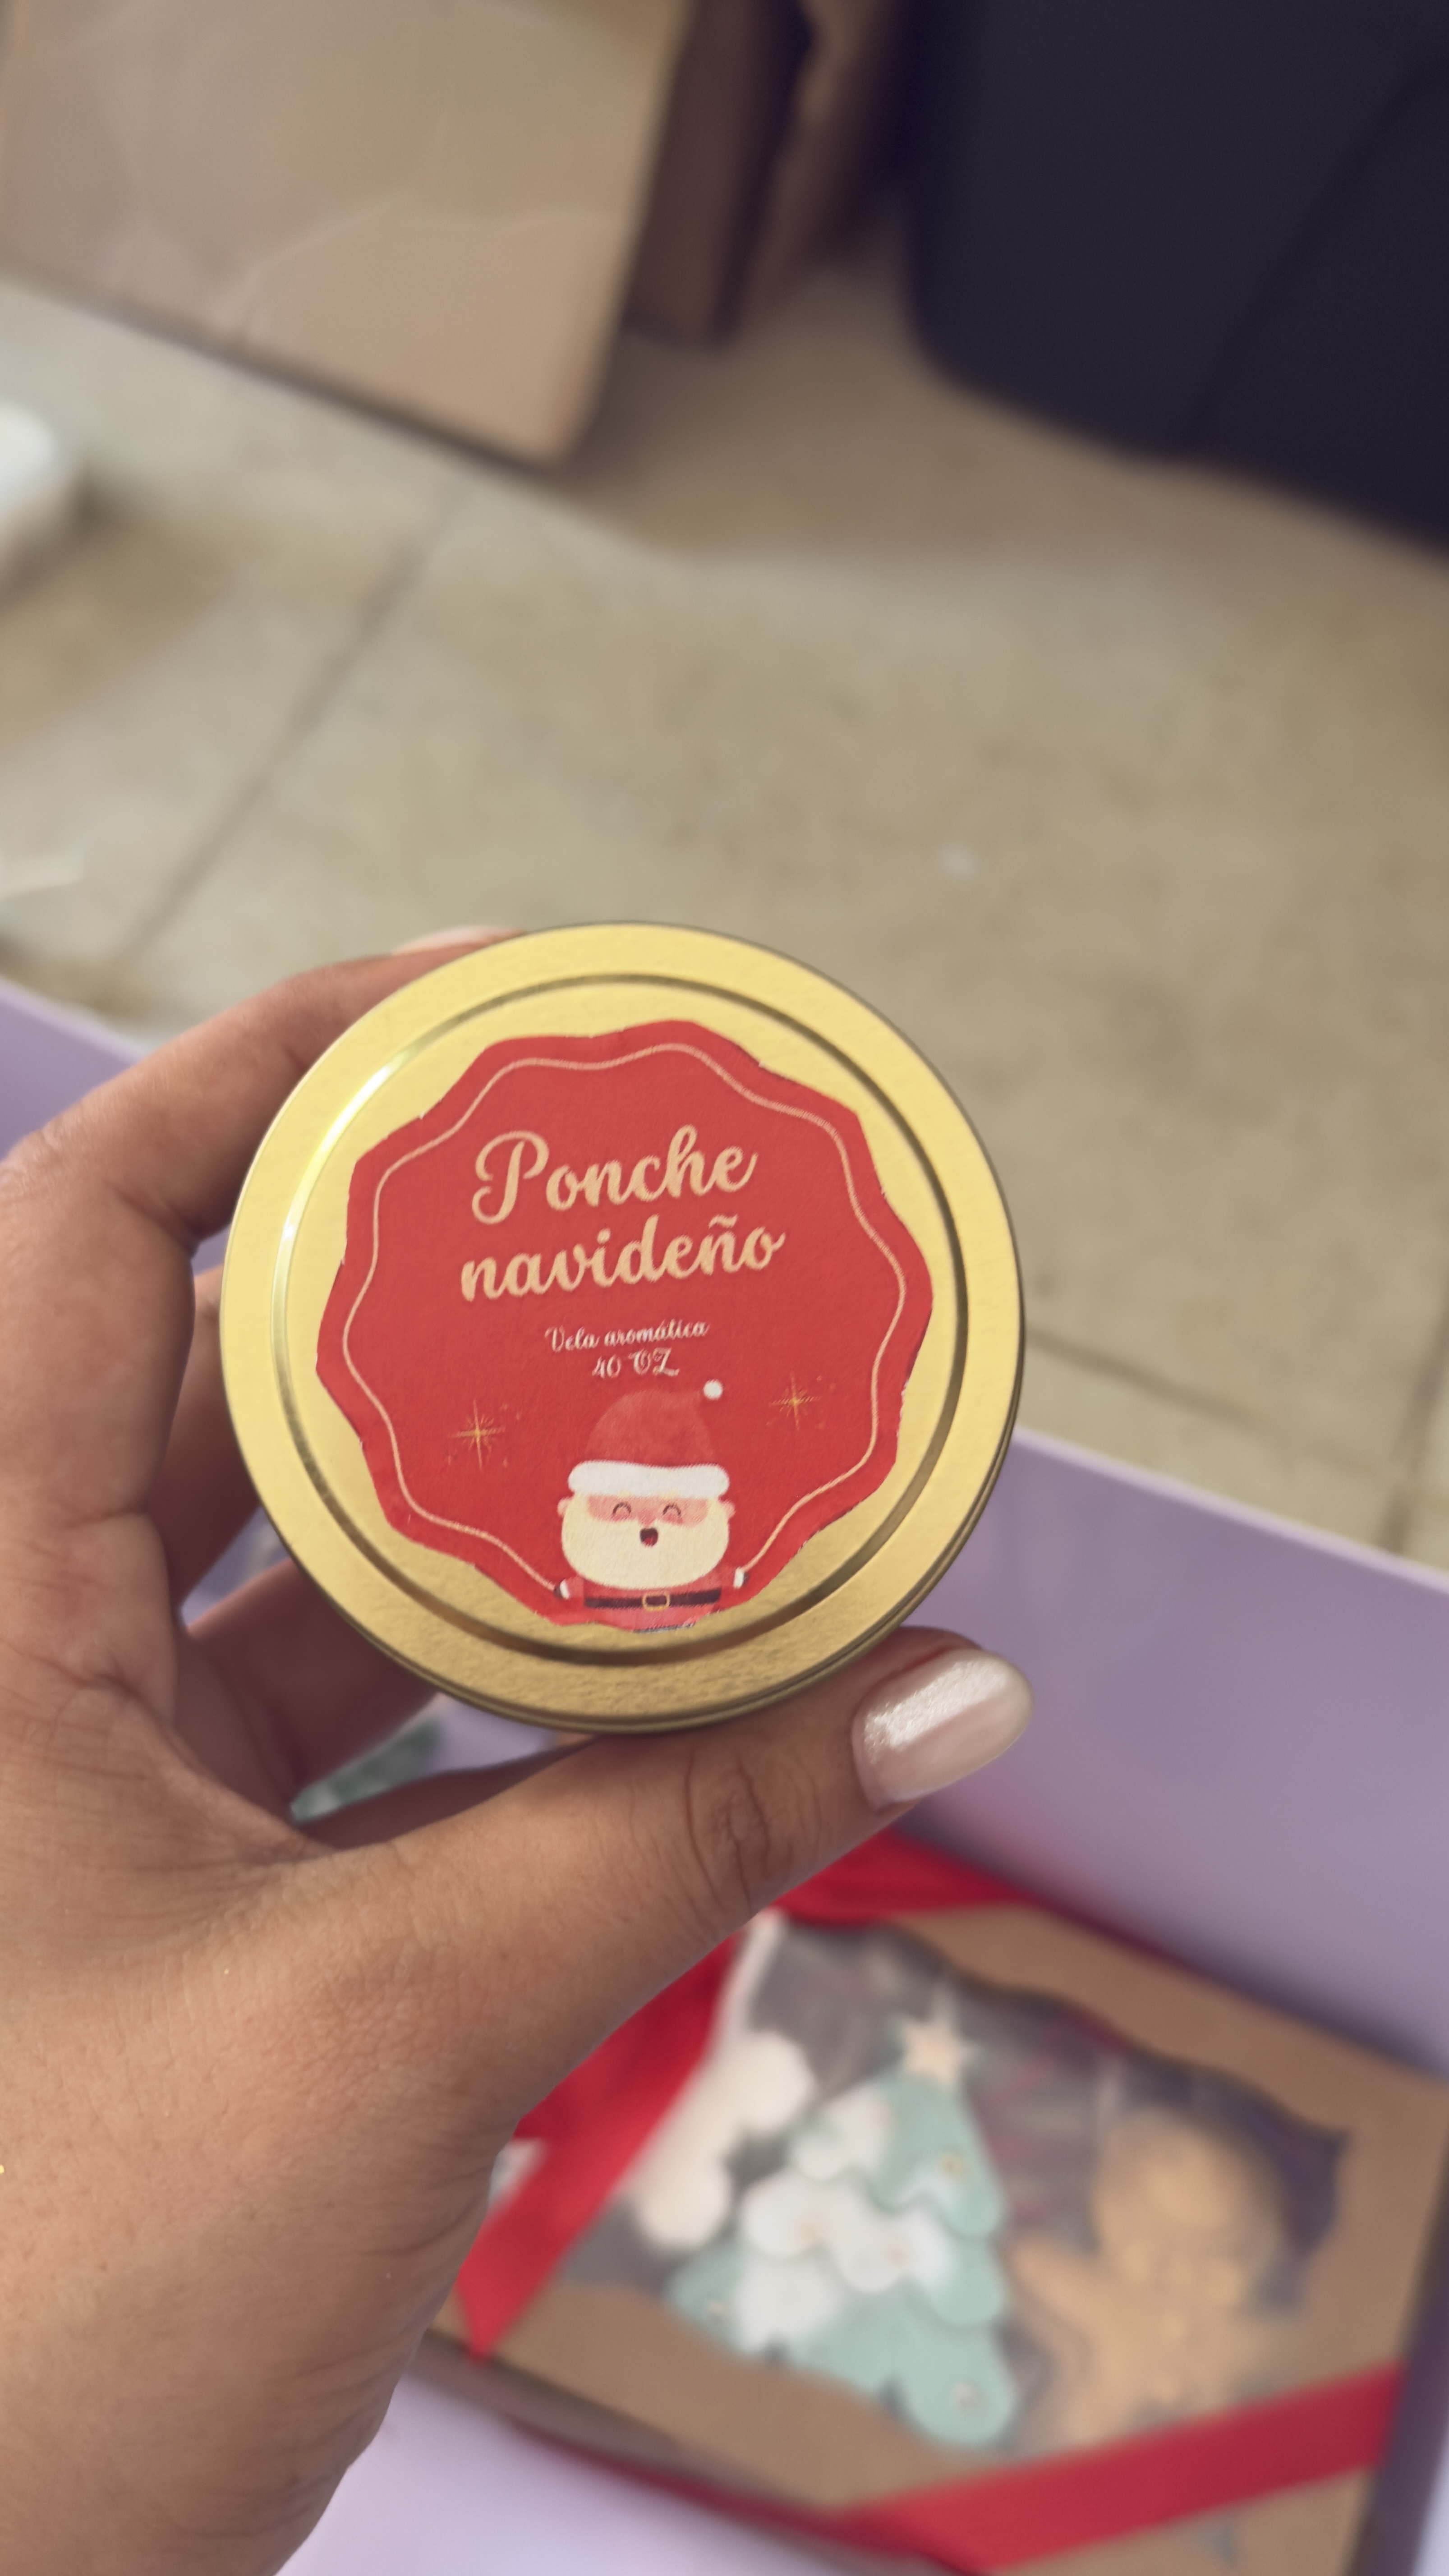 Ponche
navideño
Vela aromática
40 OZ